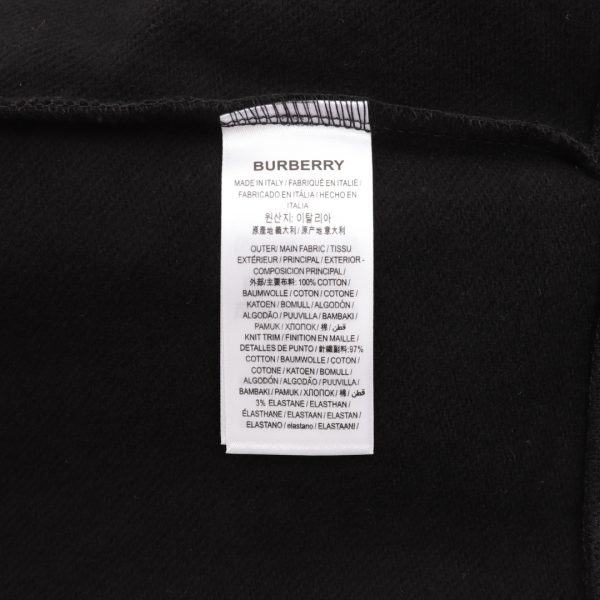 BURBERRY
MADE IN ITALY / FABRIQUÉ EN ITALIE /
FABRICADO EN ITÁLIA / HECHO EN
ITALIA
원산지: 이탈리아
原產地義大利 / 原产地意大利
OUTER/ MAIN FABRIC / TISSU
EXTÉRIEUR / PRINCIPAL / EXTERIOR -
COMPOSICIÓN PRINCIPAL /
外部/主要布料: 100% COTTON /
BAUMWOLLE / COTON / COTONE /
KATOEN / BOMULL / ALGODÓN /
ALGODÃO / PUUVILLA / BAMBAKI /
PAMUK / ХЛОПОК / 棉 / قطن /
KNIT TRIM / FINITION EN MAILLE /
DETALLES DE PUNTO / 針織副料: 97%
COTTON / BAUMWOLLE / COTON /
COTONE / KATOEN / BOMULL /
ALGODÓN / ALGODÃO / PUUVILLA /
BAMBAKI / PAMUK / ХЛОПОК / 棉 / قطن /
3% ELASTANE / ELASTHAN /
ÉLASTHANE / ELASTAAN / ELASTAN /
ELASTANO / elastano / ELASTAANI /